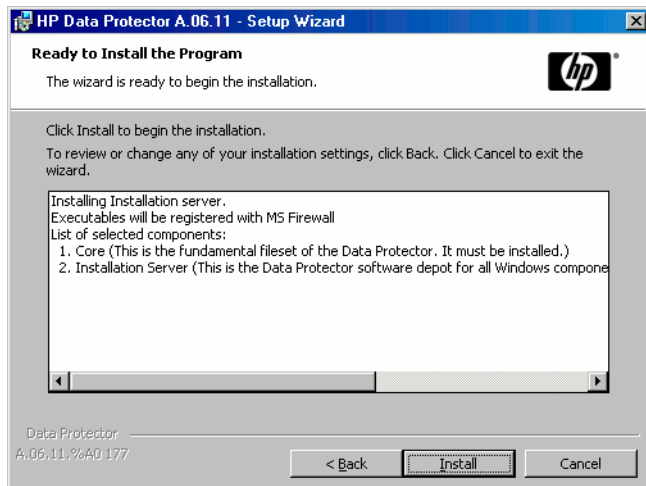 HP Data Protector A.06.11 - Setup Wizard
Ready to Install the Program
The wizard is ready to begin the installation.
hp
Click Install to begin the installation.
To review or change any of your installation settings, click Back. Click Cancel to exit the
wizard.
Installing Installation server.
Executables will be registered with MS Firewall
List of selected components:
1. Core (This is the fundamental fileset of the Data Protector. It must be installed.)
2. Installation Server (This is the Data Protector software depot for all Windows compone
Data Protector
A.06.11.%A0 177
< Back
Install
Cancel